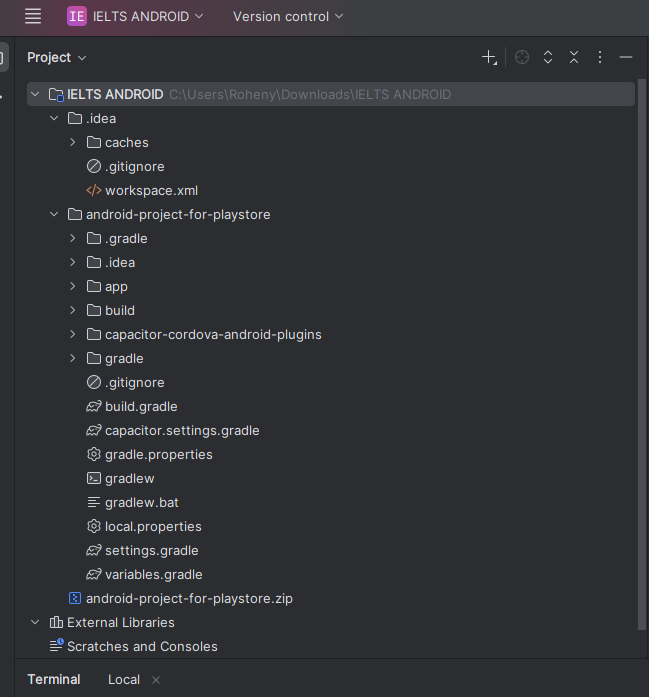 IE IELTS ANDROID Version control
Project
IELTS ANDROID C:\Users\Roheny\Downloads\IELTS ANDROID
.idea
caches
.gitignore
workspace.xml
android-project-for-playstore
.gradle
.idea
app
build
capacitor-cordova-android-plugins
gradle
.gitignore
build.gradle
capacitor.settings.gradle
gradle.properties
gradlew
gradlew.bat
local.properties
settings.gradle
variables.gradle
android-project-for-playstore.zip
External Libraries
Scratches and Consoles
Terminal Local